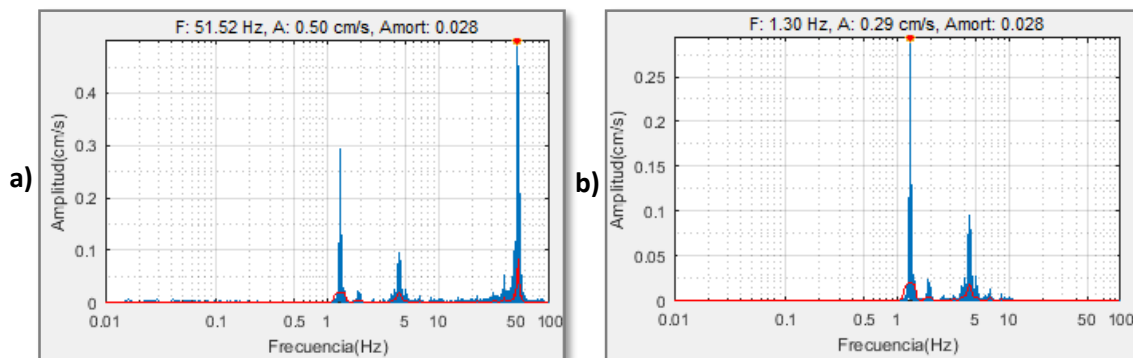 a)
F: 51.52 Hz, A: 0.50 cm/s, Amort: 0.028
Amplitud(cm/s)
0.4
0.3
0.2
0.1
0
0.01 0.1 0.5 1 5 10 50 100
Frecuencia(Hz)
b)
F: 1.30 Hz, A: 0.29 cm/s, Amort: 0.028
Amplitud(cm/s)
0.25
0.2
0.15
0.1
0.05
0
0.01 0.1 0.5 1 5 10 50 100
Frecuencia(Hz)